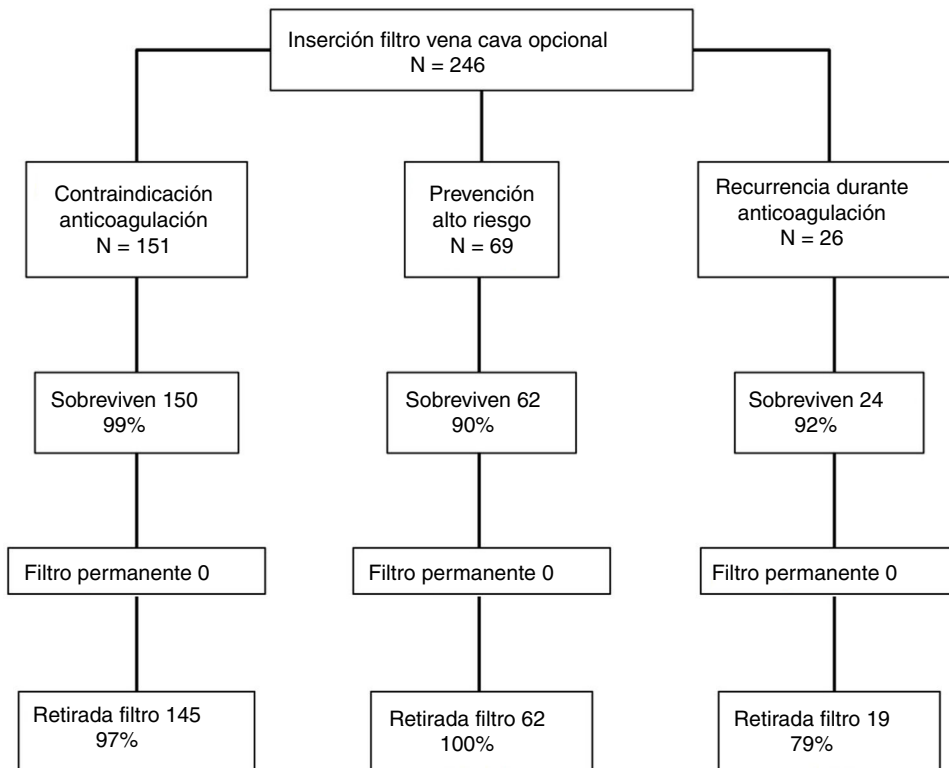 Inserción filtro vena cava opcional
N = 246
Contraindicación
anticoagulación
N = 151
Prevención
alto riesgo
N = 69
Recurrencia durante
anticoagulación
N = 26
Sobreviven 150
99%
Sobreviven 62
90%
Sobreviven 24
92%
Filtro permanente 0
Filtro permanente 0
Filtro permanente 0
Retirada filtro 145
97%
Retirada filtro 62
100%
Retirada filtro 19
79%